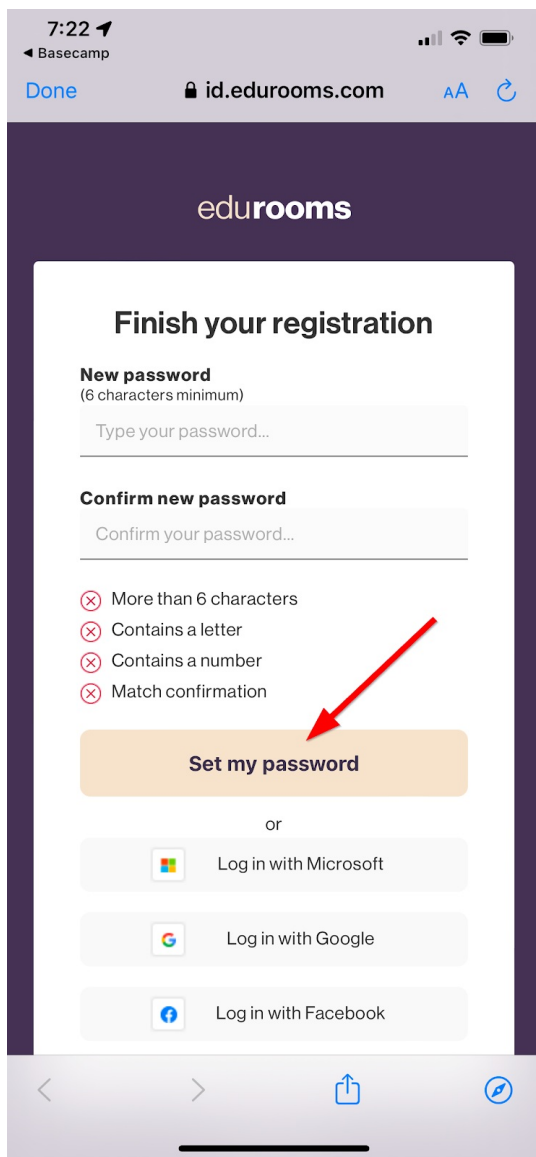 7:22
◀ Basecamp
Done
id.edurooms.com
AA
edurooms
Finish your registration
New password
(6 characters minimum)
Type your password...
Confirm new password
Confirm your password...
More than 6 characters
Contains a letter
Contains a number
Match confirmation
Set my password
or
Log in with Microsoft
Log in with Google
Log in with Facebook